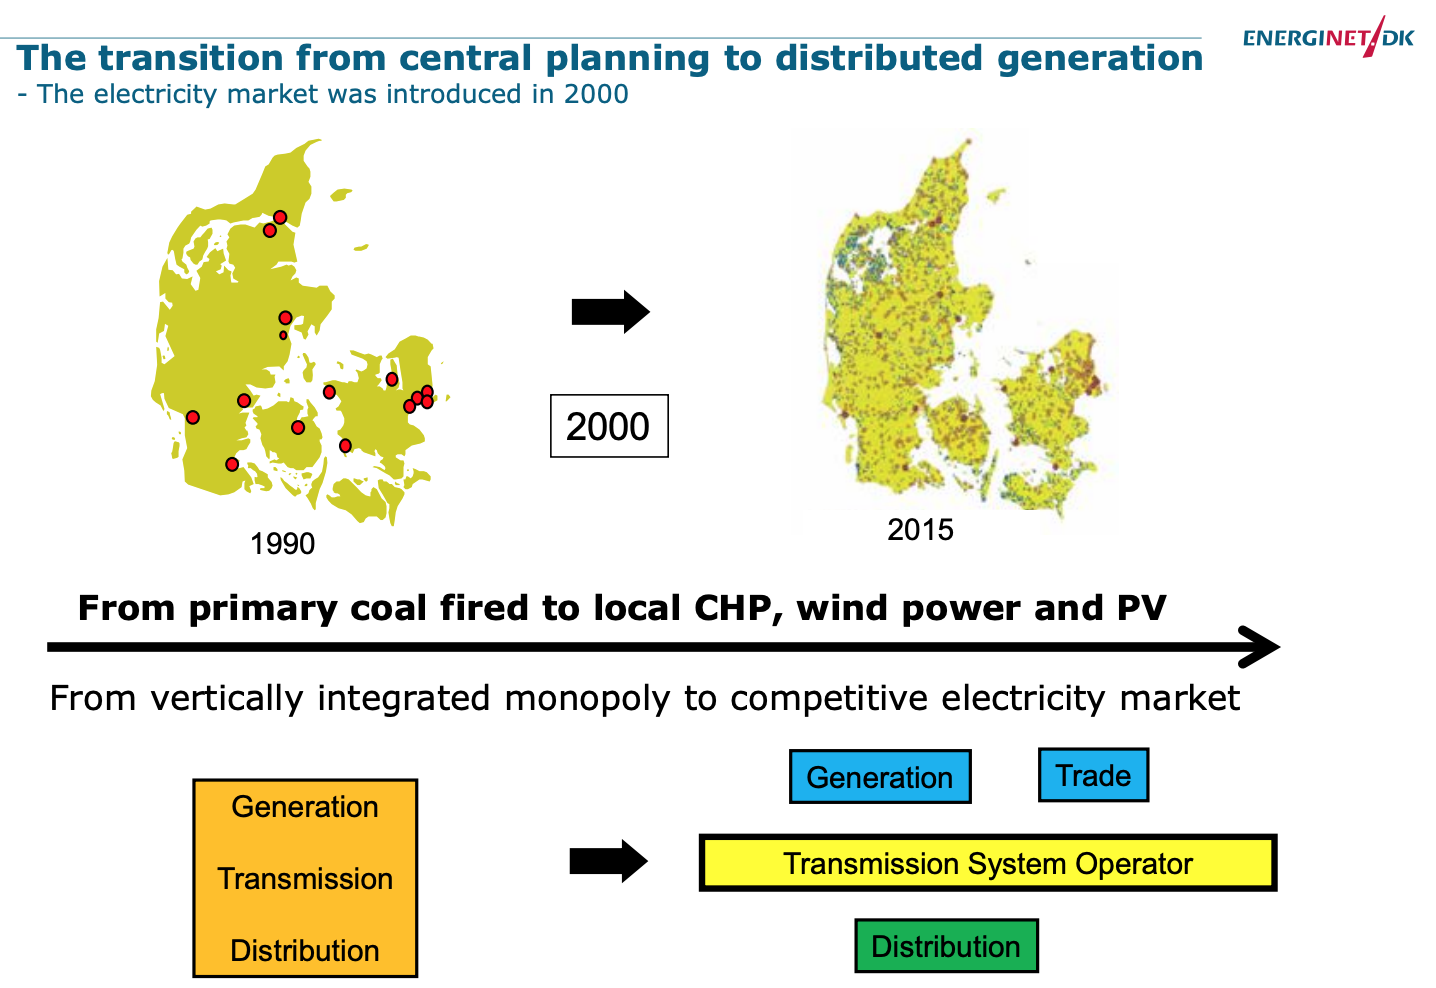 ENERGINET/DK
The transition from central planning to distributed generation
- The electricity market was introduced in 2000
2000
1990
2015
From primary coal fired to local CHP, wind power and PV
From vertically integrated monopoly to competitive electricity market
Generation
Transmission
Distribution
Generation
Trade
Transmission System Operator
Distribution